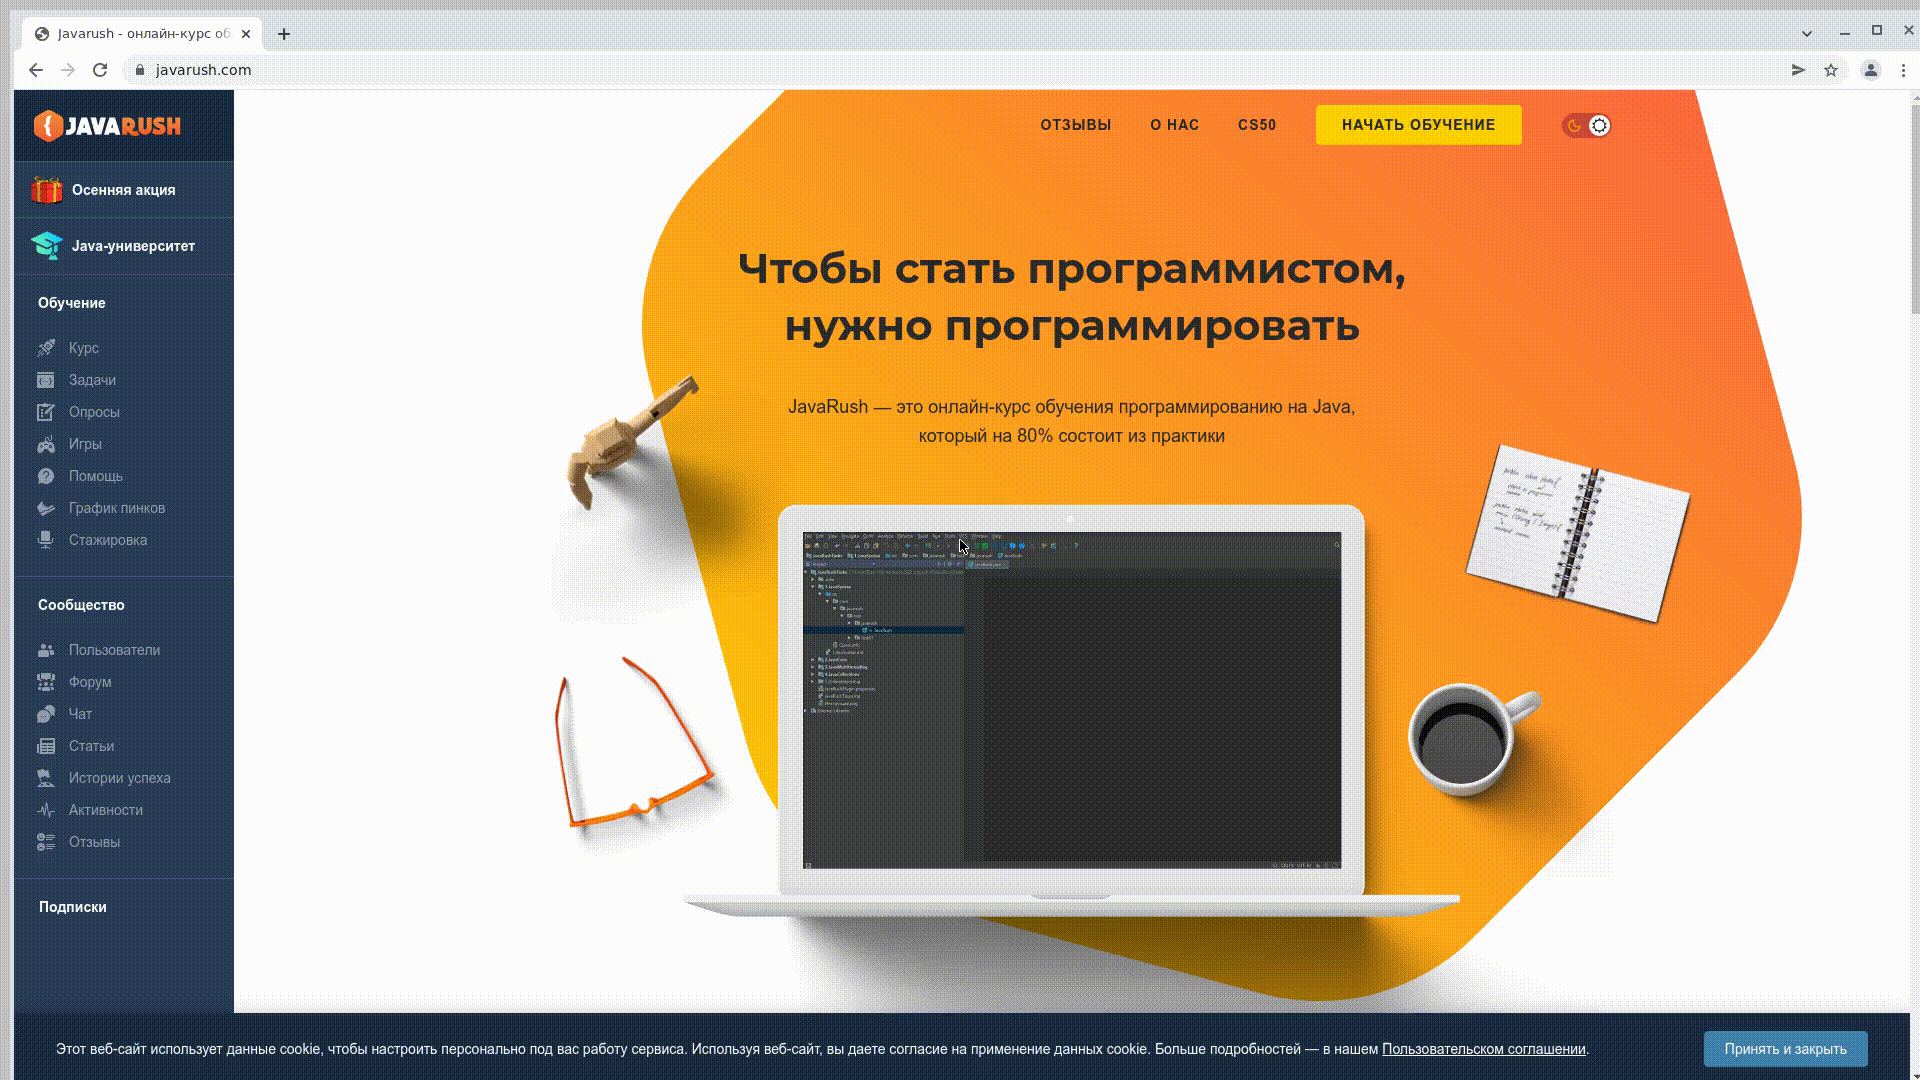 Javarush - онлайн-курс об
javarush.com
JAVARUSH
ОТЗЫВЫ
О НАС
CS50
НАЧАТЬ ОБУЧЕНИЕ
Осенняя акция
Java-университет
Обучение
Курс
Задачи
Опросы
Игры
Помощь
График пинков
Стажировка
Сообщество
Пользователи
Форум
Чат
Статьи
Истории успеха
Активности
Отзывы
Подписки
Чтобы стать программистом,
нужно программировать
JavaRush — это онлайн-курс обучения программированию на Java,
который на 80% состоит из практики
Этот веб-сайт использует данные cookie, чтобы настроить персонально под вас работу сервиса. Используя веб-сайт, вы даете согласие на применение данных cookie. Больше подробностей — в нашем Пользовательском соглашении.
Принять и закрыть